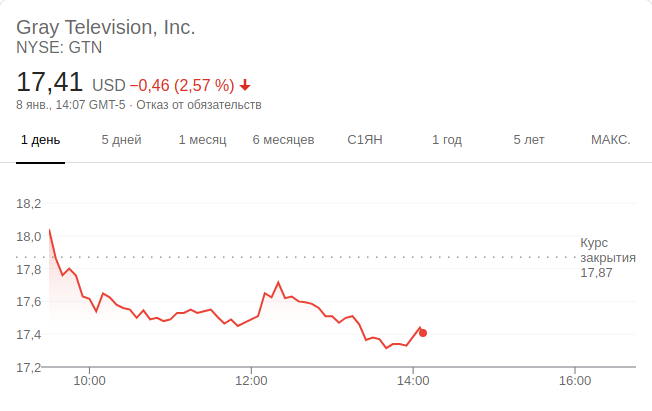 Gray Television, Inc.
NYSE: GTN
17,41 USD −0,46 (2,57 %)
8 янв., 14:07 GMT-5 · Отказ от обязательств
1 день 5 дней 1 месяц 6 месяцев С1ЯН 1 год 5 лет МАКС.
18,2
18,0
17,8
17,6
17,4
17,2
Курс
закрытия
17,87
10:00 12:00 14:00 16:00